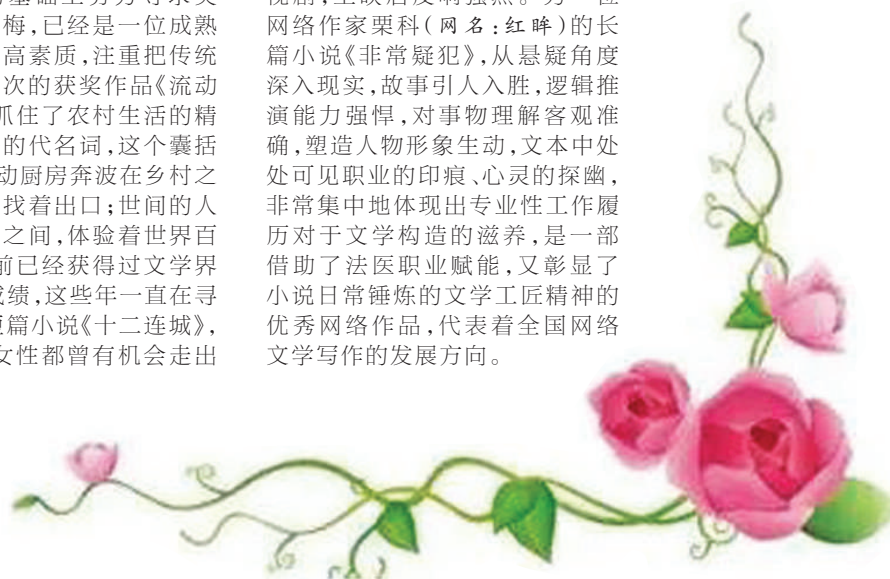 梅,已经是一位成熟
高素质,注重把传统
次的获奖作品《流动
抓住了农村生活的精
的代名词,这个囊括
动厨房奔波在乡村之
找着出口;世间的人
之间,体验着世界百
前已经获得过文学界
成绩,这些年一直在寻
短篇小说《十二连城》,
女性都曾有机会走出
网络作家栗科(网名:红眸)的长
篇小说《非常疑犯》,从悬疑角度
深入现实,故事引人入胜,逻辑推
演能力强悍,对事物理解客观准
确,塑造人物形象生动,文本中处
处可见职业的印痕、心灵的探幽,
非常集中地体现出专业性工作履
历对于文学构造的滋养,是一部
借助了法医职业赋能,又彰显了
小说日常锤炼的文学工匠精神的
优秀网络作品,代表着全国网络
文学写作的发展方向。